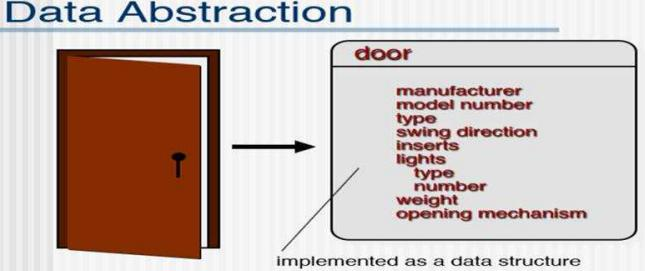 Data Abstraction
door
manufacturer
model number
type
swing direction
inserts
lights
type
number
weight
opening mechanism
implemented as a data structure